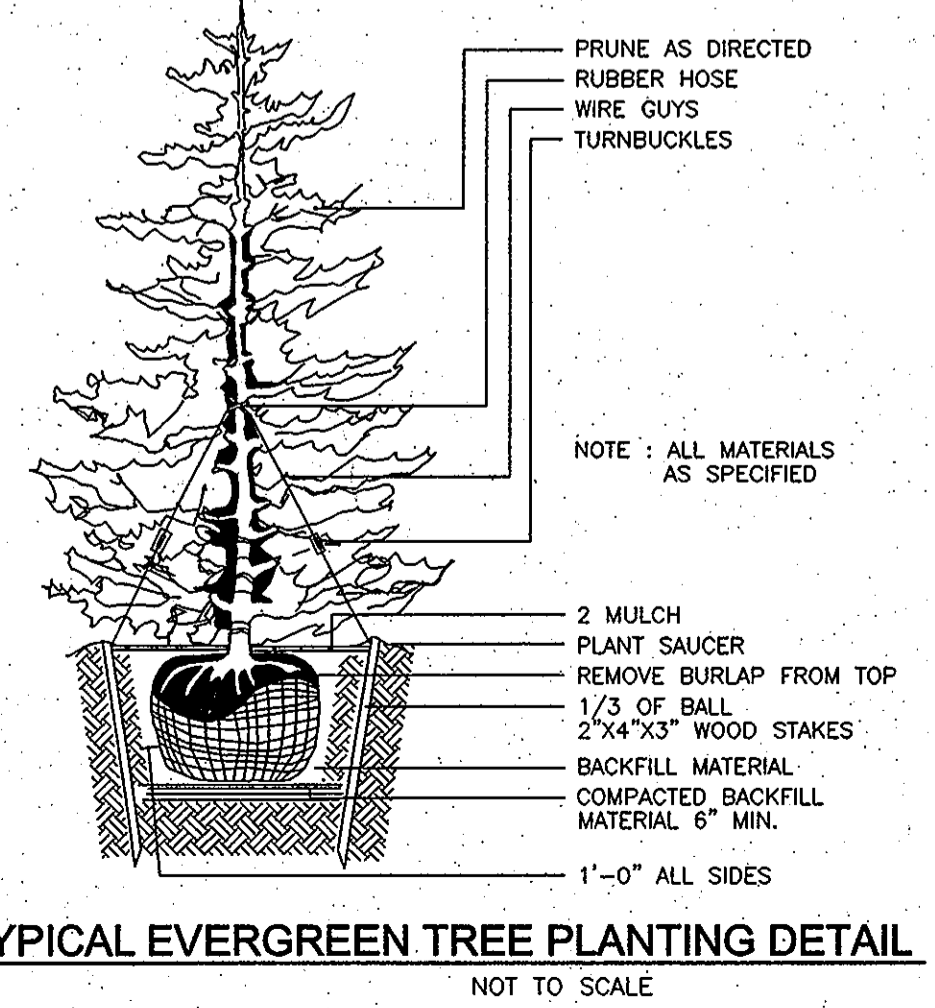 PRUNE AS DIRECTED
RUBBER HOSE
WIRE GUYS
TURNBUCKLES
NOTE : ALL MATERIALS
AS SPECIFIED
2 MULCH
PLANT SAUCER
REMOVE BURLAP FROM TOP
1/3 OF BALL
2"X4"X3" WOOD STAKES
BACKFILL MATERIAL
COMPACTED BACKFILL
MATERIAL 6" MIN.
1'-0" ALL SIDES
YPICAL EVERGREEN TREE PLANTING DETAIL
NOT TO SCALE